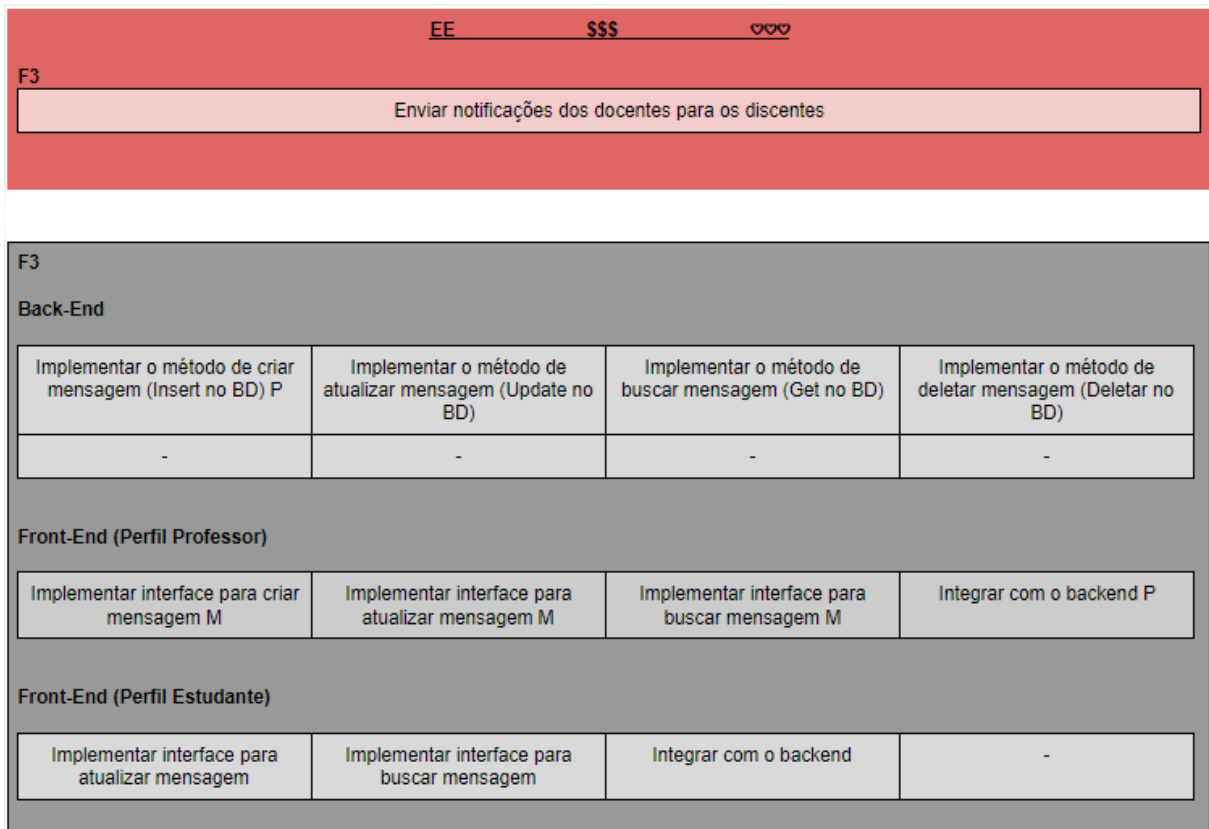 EE $$$ ♡♡♡
F3
Enviar notificações dos docentes para os discentes
F3
Back-End
Implementar o método de criar
mensagem (Insert no BD) P
Implementar o método de
atualizar mensagem (Update no
BD)
Implementar o método de
buscar mensagem (Get no BD)
Implementar o método de
deletar mensagem (Deletar no
BD)
- - - -
Front-End (Perfil Professor)
Implementar interface para criar
mensagem M
Implementar interface para
atualizar mensagem M
Implementar interface para
buscar mensagem M
Integrar com o backend P
Front-End (Perfil Estudante)
Implementar interface para
atualizar mensagem
Implementar interface para
buscar mensagem
Integrar com o backend
-